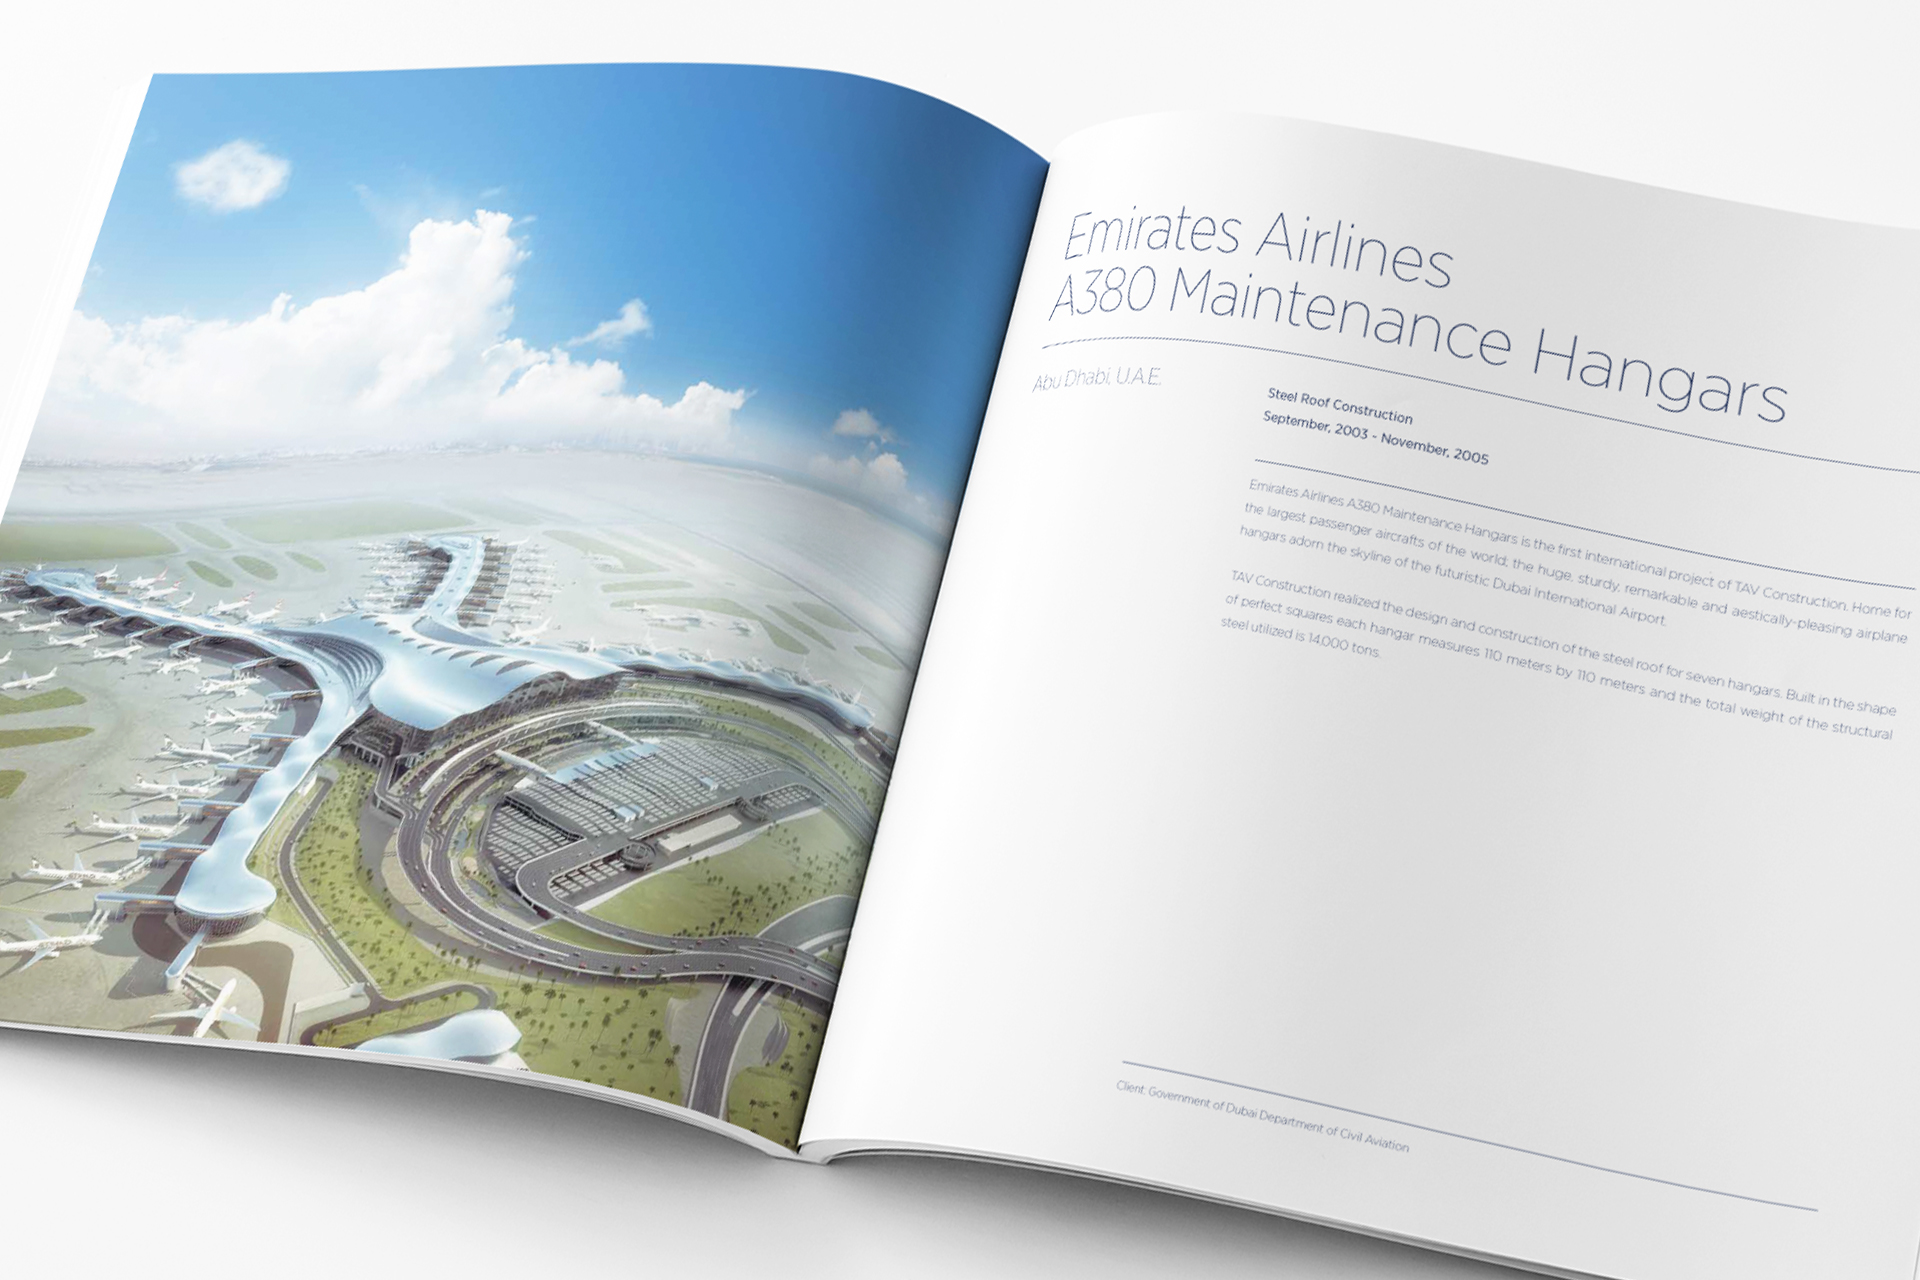 Emirates Airlines
A380 Maintenance Hangars
Abu Dhabi, U.A.E.
Steel Roof Construction
September, 2003 - November, 2005
Emirates Airlines A380 Maintenance Hangars is the first international project of TAV Construction. Home for
the largest passenger aircrafts of the world; the huge, sturdy, remarkable and aestically-pleasing airplane
hangars adorn the skyline of the futuristic Dubai International Airport.
TAV Construction realized the design and construction of the steel roof for seven hangars. Built in the shape
of perfect squares each hangar measures 110 meters by 110 meters and the total weight of the structural
steel utilized is 14,000 tons.
Client: Government of Dubai Department of Civil Aviation